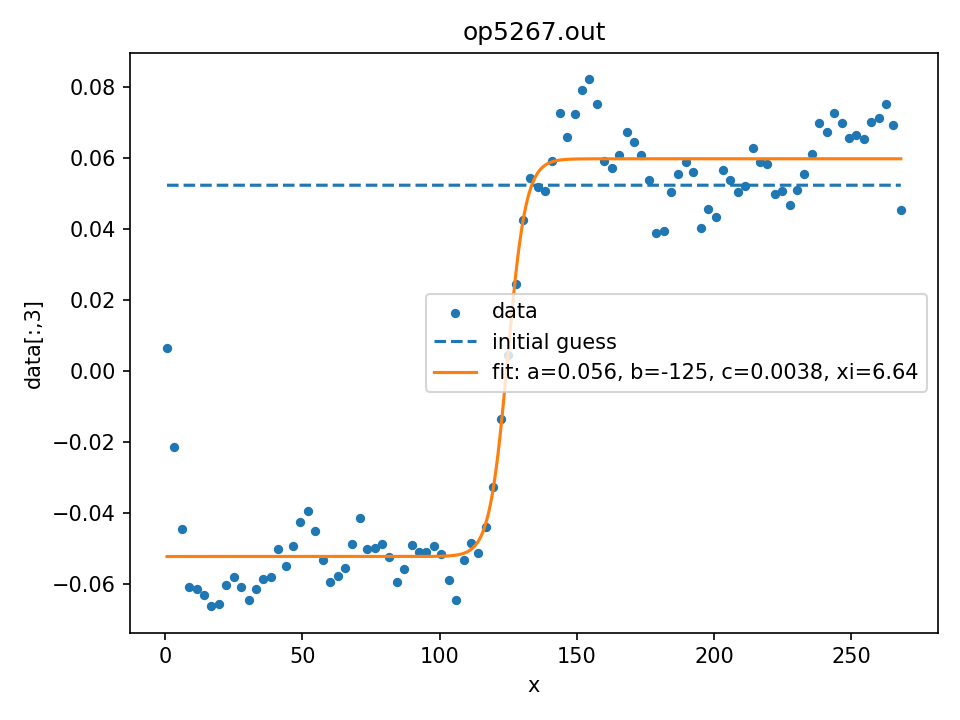 op5267.out
0.08
0.06
0.04
0.02
0.00
−0.02
−0.04
−0.06
data[:,3]
data
initial guess
fit: a=0.056, b=-125, c=0.0038, xi=6.64
0 50 100 150 200 250
x